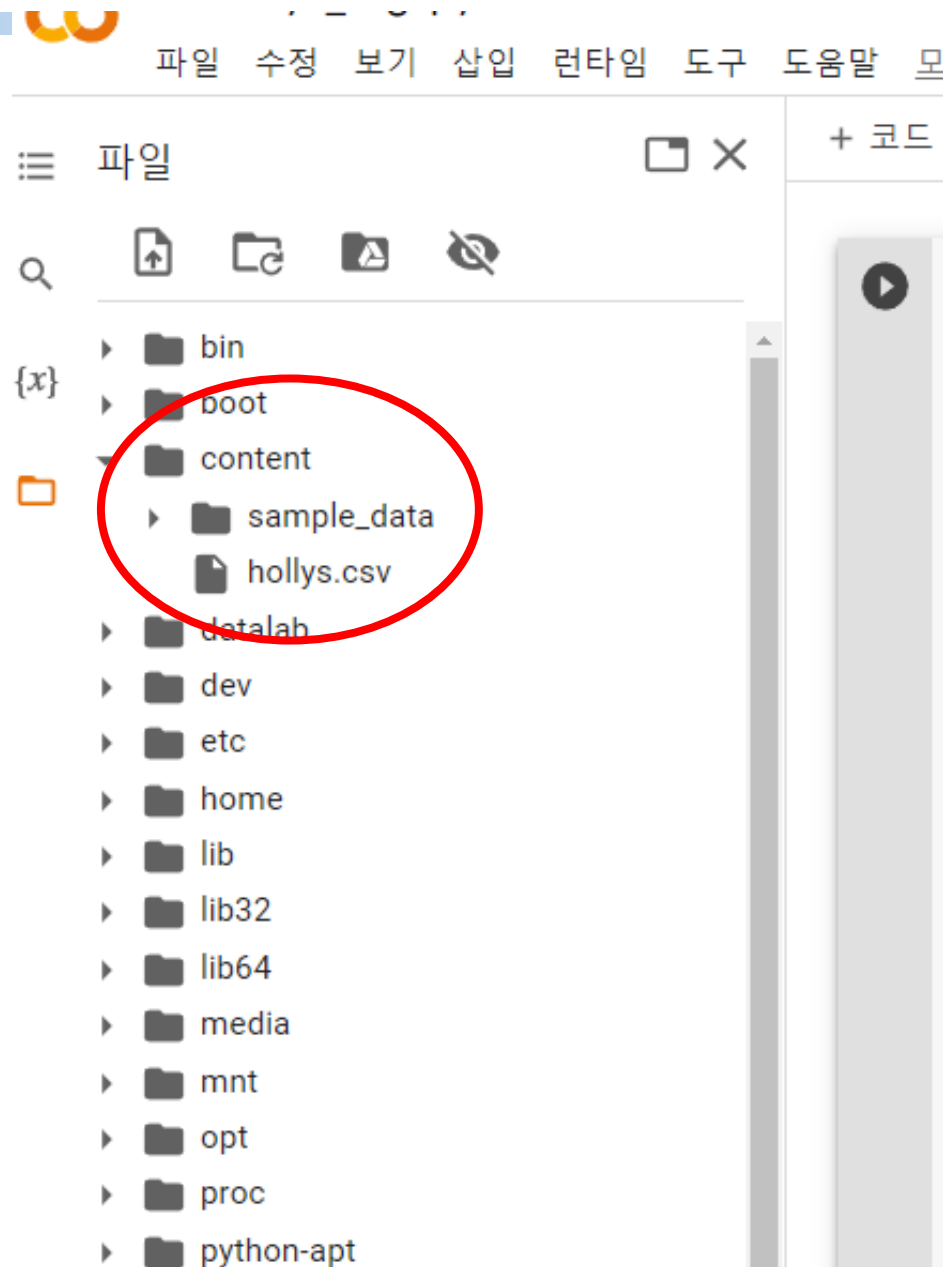 파일 수정 보기 삽입 런타임 도구 도움말 모
파일
+ 코드
{x}
bin
boot
content
sample_data
hollys.csv
datalab
dev
etc
home
lib
lib32
lib64
media
mnt
opt
proc
python-apt